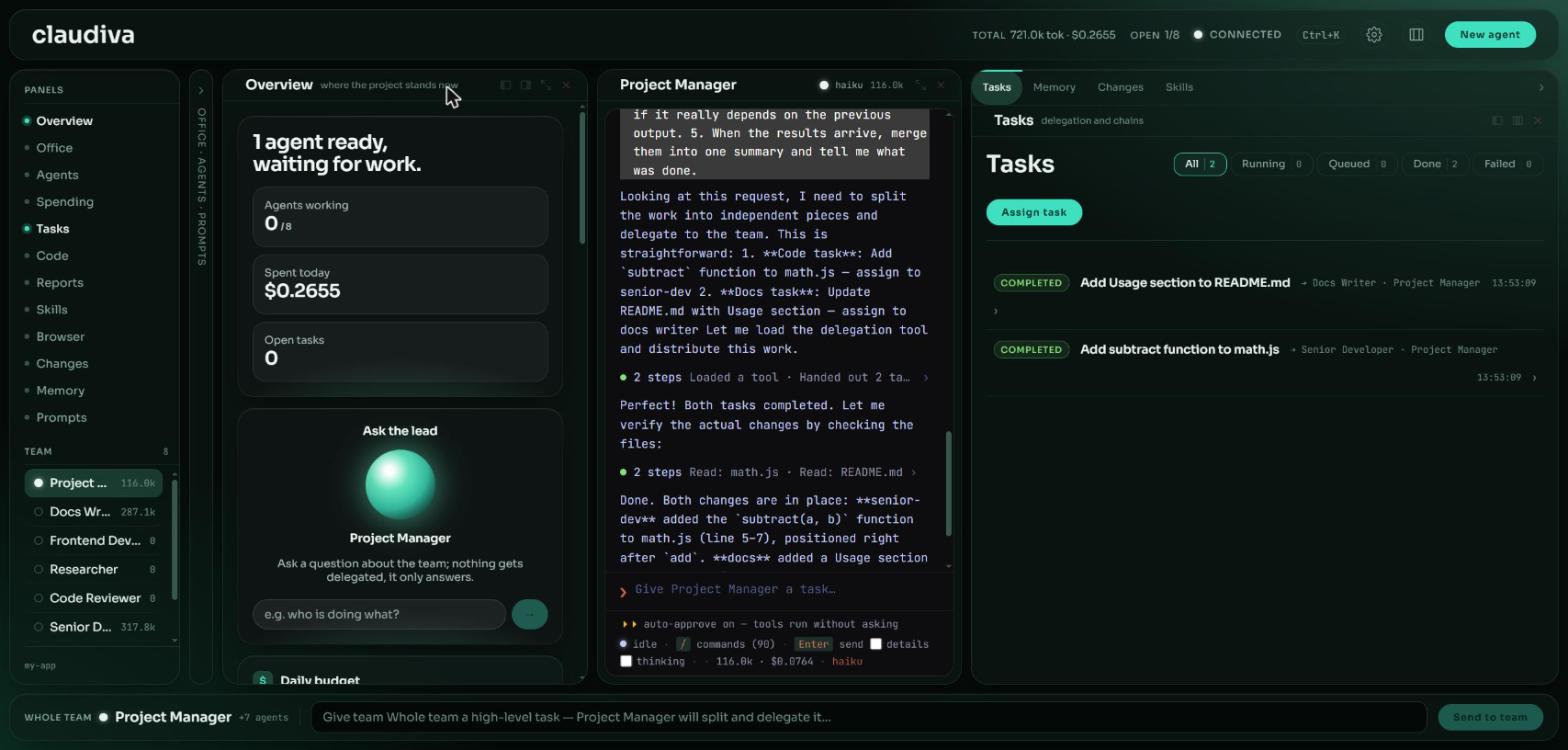 claudiva
TOTAL 721.0k tok · $0.2655 OPEN 1/8 CONNECTED Ctrl+K New agent
PANELS
Overview
Office
Agents
Spending
Tasks
Code
Reports
Skills
Browser
Changes
Memory
Prompts
TEAM 8
Project ... 116.0k
Docs Wr... 287.1k
Frontend Dev... 0
Researcher 0
Code Reviewer 0
Senior D... 317.8k
my-app
OFFICE · AGENTS · PROMPTS
Overview where the project stands now
1 agent ready,
waiting for work.
Agents working
0 /8
Spent today
$0.2655
Open tasks
0
Ask the lead
Project Manager
Ask a question about the team; nothing gets
delegated, it only answers.
e.g. who is doing what? →
$ Daily budget
Project Manager haiku 116.0k
if it really depends on the previous
output. 5. When the results arrive, merge
them into one summary and tell me what
was done.
Looking at this request, I need to split
the work into independent pieces and
delegate to the team. This is
straightforward: 1. **Code task**: Add
`subtract` function to math.js — assign to
senior-dev 2. **Docs task**: Update
README.md with Usage section — assign to
docs writer Let me load the delegation tool
and distribute this work.
2 steps Loaded a tool · Handed out 2 ta… ›
Perfect! Both tasks completed. Let me
verify the actual changes by checking the
files:
2 steps Read: math.js · Read: README.md ›
Done. Both changes are in place: **senior-
dev** added the `subtract(a, b)` function
to math.js (line 5-7), positioned right
after `add`. **docs** added a Usage section
❯ Give Project Manager a task…
auto-approve on — tools run without asking
idle · / commands (90) · Enter send details
thinking · · 116.0k · $0.0764 · haiku
Tasks Memory Changes Skills ›
Tasks delegation and chains
Tasks
All 2 Running 0 Queued 0 Done 2 Failed 0
Assign task
COMPLETED Add Usage section to README.md → Docs Writer · Project Manager 13:53:09
›
COMPLETED Add subtract function to math.js → Senior Developer · Project Manager
13:53:09 ›
WHOLE TEAM Project Manager +7 agents
Give team Whole team a high-level task — Project Manager will split and delegate it...
Send to team